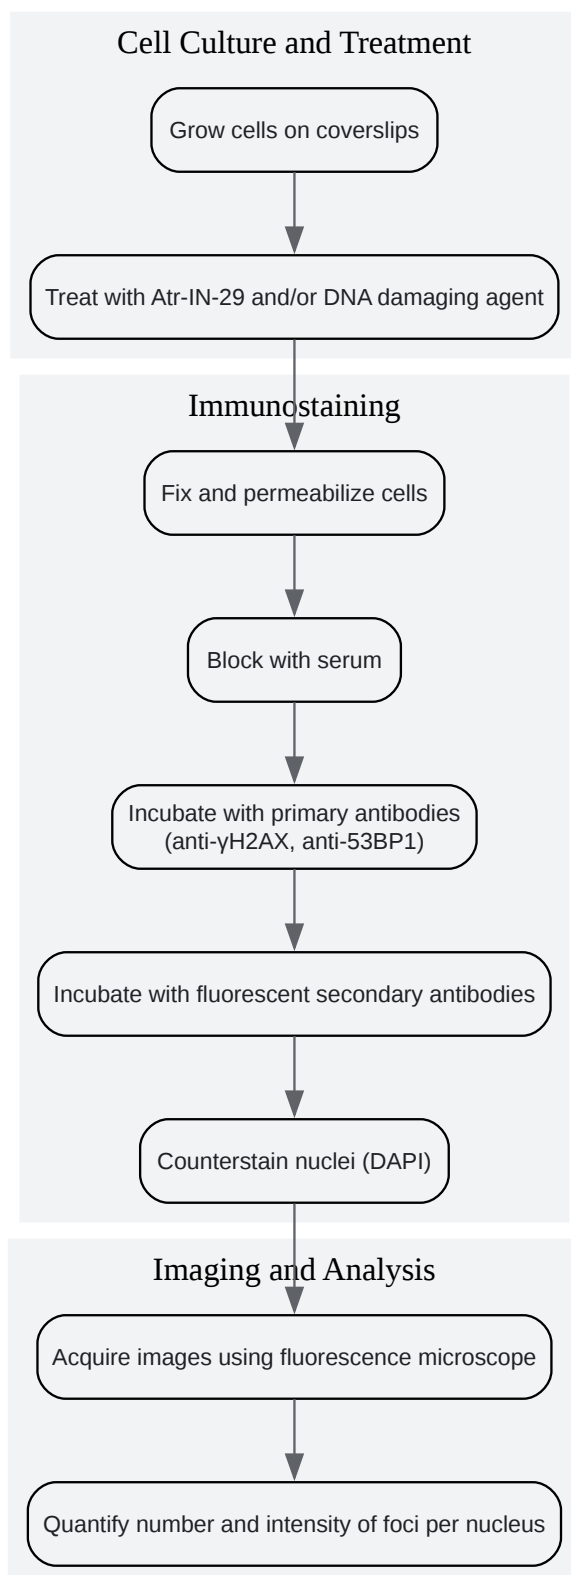 Cell Culture and Treatment
Grow cells on coverslips
Treat with Atr-IN-29 and/or DNA damaging agent
Immunostaining
Fix and permeabilize cells
Block with serum
Incubate with primary antibodies
(anti-γH2AX, anti-53BP1)
Incubate with fluorescent secondary antibodies
Counterstain nuclei (DAPI)
Imaging and Analysis
Acquire images using fluorescence microscope
Quantify number and intensity of foci per nucleus